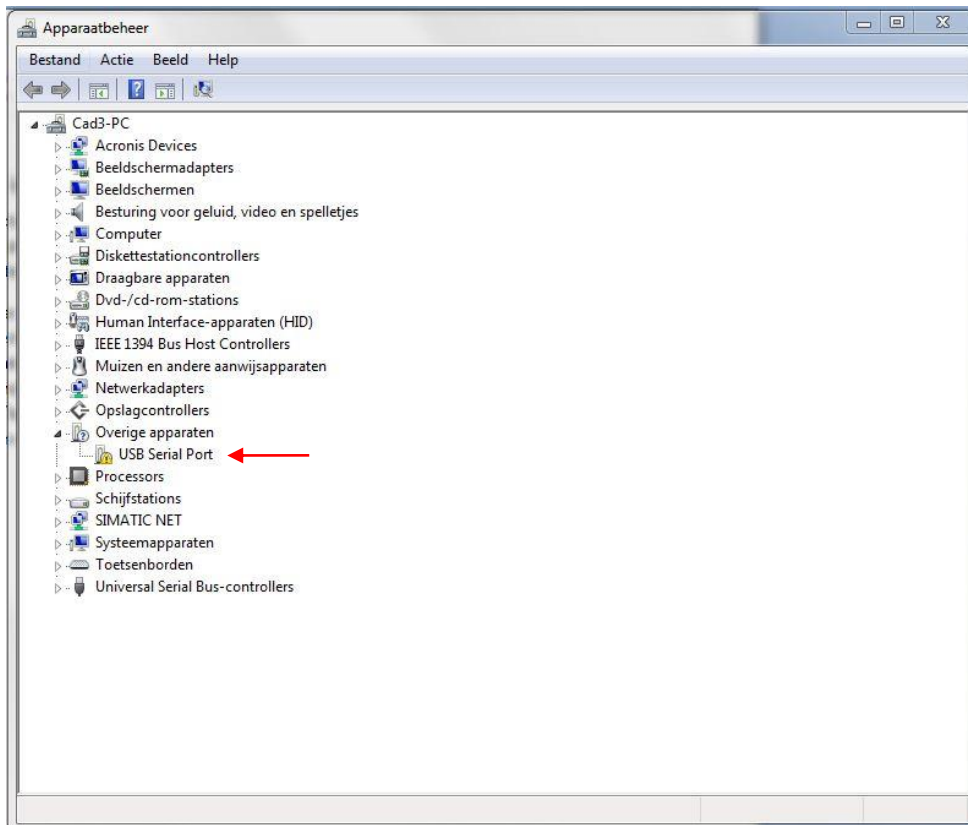 Apparaatbeheer
Bestand Actie Beeld Help
Cad3-PC
Acronis Devices
Beeldschermadapters
Beeldschermen
Besturing voor geluid, video en spelletjes
Computer
Diskettestationcontrollers
Draagbare apparaten
Dvd-/cd-rom-stations
Human Interface-apparaten (HID)
IEEE 1394 Bus Host Controllers
Muizen en andere aanwijsapparaten
Netwerkadapters
Opslagcontrollers
Overige apparaten
USB Serial Port
Processors
Schijfstations
SIMATIC NET
Systeemapparaten
Toetsenborden
Universal Serial Bus-controllers